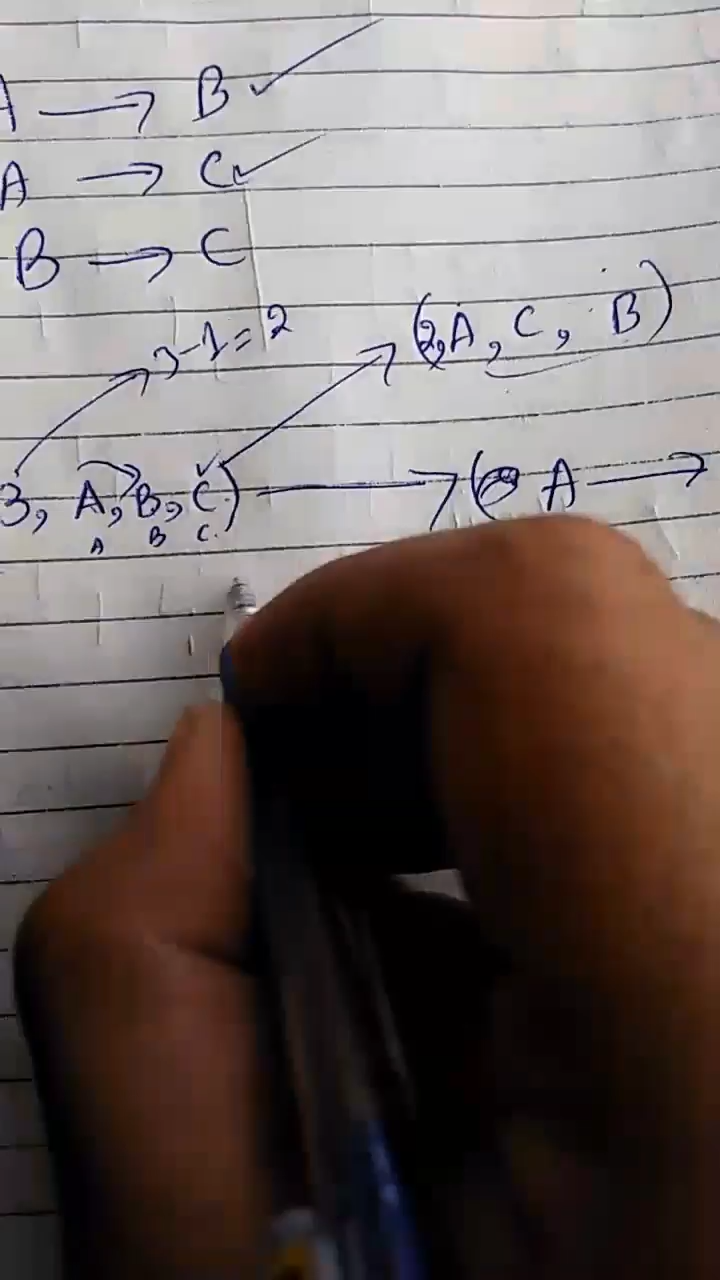 A → B ✓
A → C ✓
B → C
3-1=2
(2, A, C, B)
3, A, B, C) → ( A →
A B C